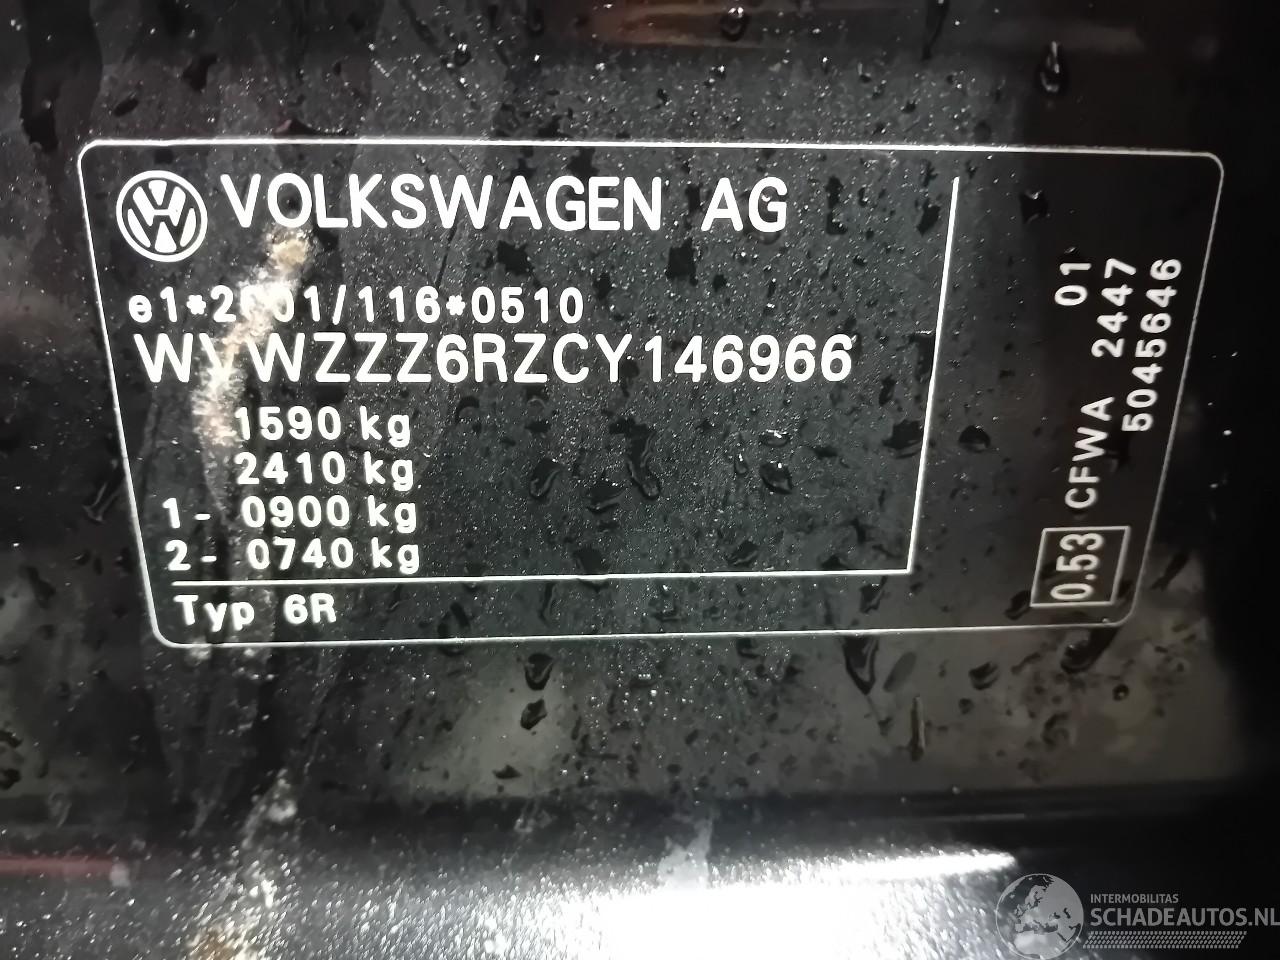 VOLKSWAGEN AG
e1*2001/116*0510
WVWZZZ6RZCY146966
1590 kg
2410 kg
1- 0900 kg
2- 0740 kg
Typ 6R
0.53 CFWA 2447 01
5045646
INTERMOBILITAS
SCHADEAUTOS.NL